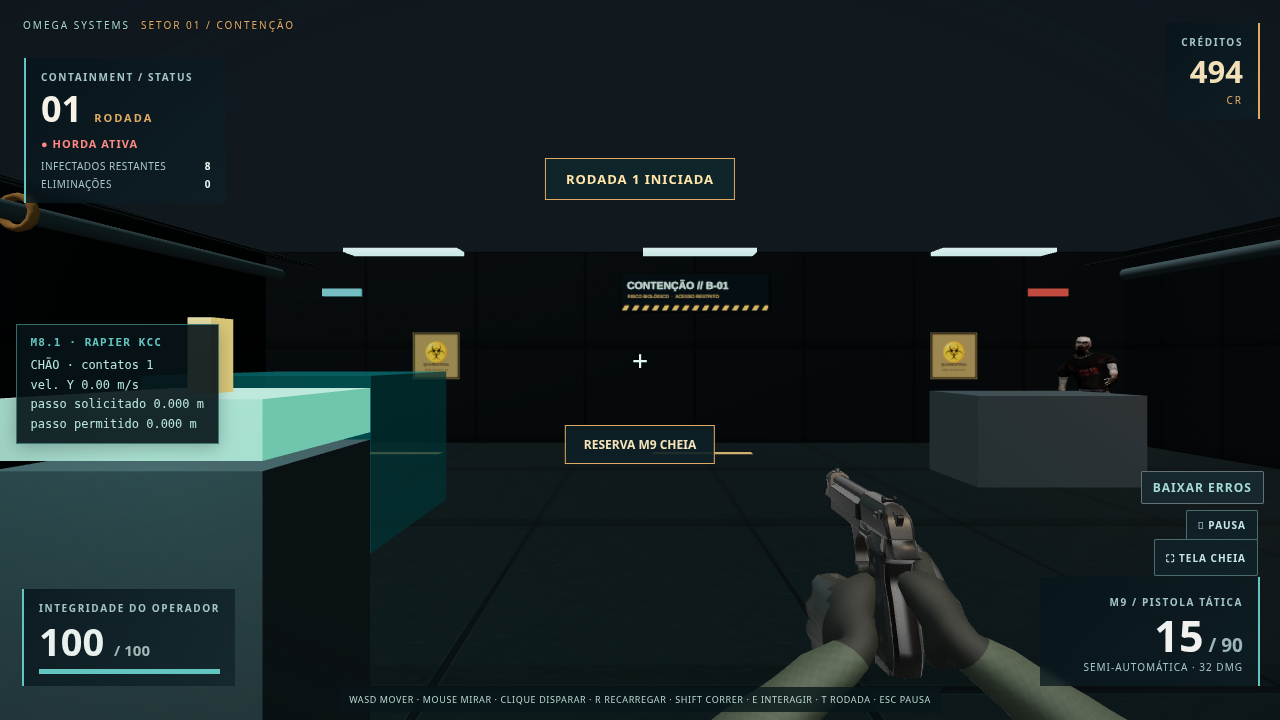 OMEGA SYSTEMS SETOR 01 / CONTENÇÃO
CONTAINMENT / STATUS
01 RODADA
● HORDA ATIVA
INFECTADOS RESTANTES 8
ELIMINAÇÕES 0
CRÉDITOS
494
CR
RODADA 1 INICIADA
CONTENÇÃO // B-01
RISCO BIOLÓGICO · ACESSO RESTRITO
M8.1 · RAPIER KCC
CHÃO · contatos 1
vel. Y 0.00 m/s
passo solicitado 0.000 m
passo permitido 0.000 m
RESERVA M9 CHEIA
BAIXAR ERROS
PAUSA
⛶ TELA CHEIA
INTEGRIDADE DO OPERADOR
100 / 100
M9 / PISTOLA TÁTICA
15 / 90
SEMI-AUTOMÁTICA · 32 DMG
WASD MOVER · MOUSE MIRAR · CLIQUE DISPARAR · R RECARREGAR · SHIFT CORRER · E INTERAGIR · T RODADA · ESC PAUSA